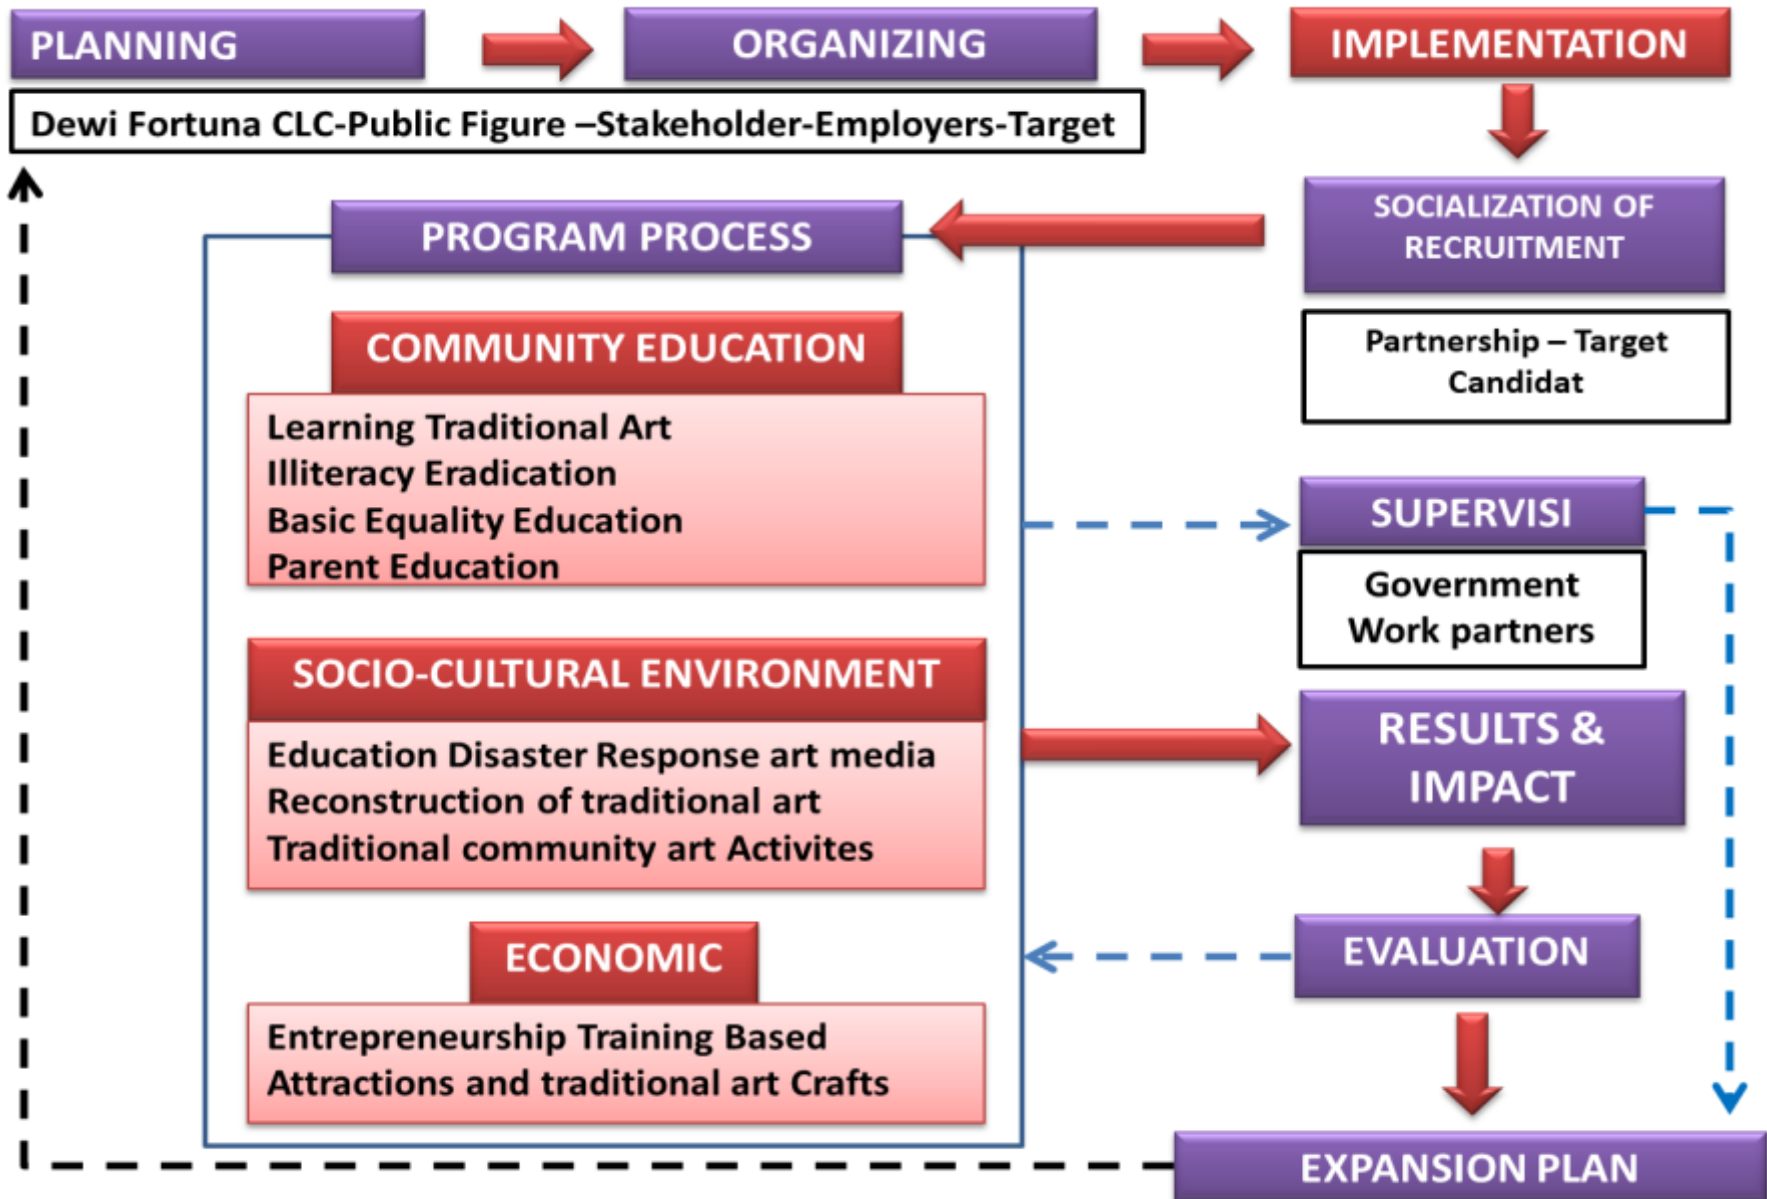 PLANNING
ORGANIZING
IMPLEMENTATION
Dewi Fortuna CLC-Public Figure –Stakeholder-Employers-Target
SOCIALIZATION OF
RECRUITMENT
Partnership – Target
Candidat
PROGRAM PROCESS
COMMUNITY EDUCATION
Learning Traditional Art
Illiteracy Eradication
Basic Equality Education
Parent Education
SUPERVISI
Government
Work partners
SOCIO-CULTURAL ENVIRONMENT
Education Disaster Response art media
Reconstruction of traditional art
Traditional community art Activites
RESULTS &
IMPACT
ECONOMIC
Entrepreneurship Training Based
Attractions and traditional art Crafts
EVALUATION
EXPANSION PLAN